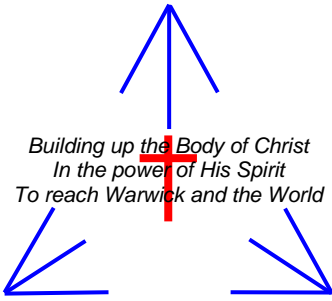 Building up the Body of Christ
In the power of His Spirit
To reach Warwick and the World